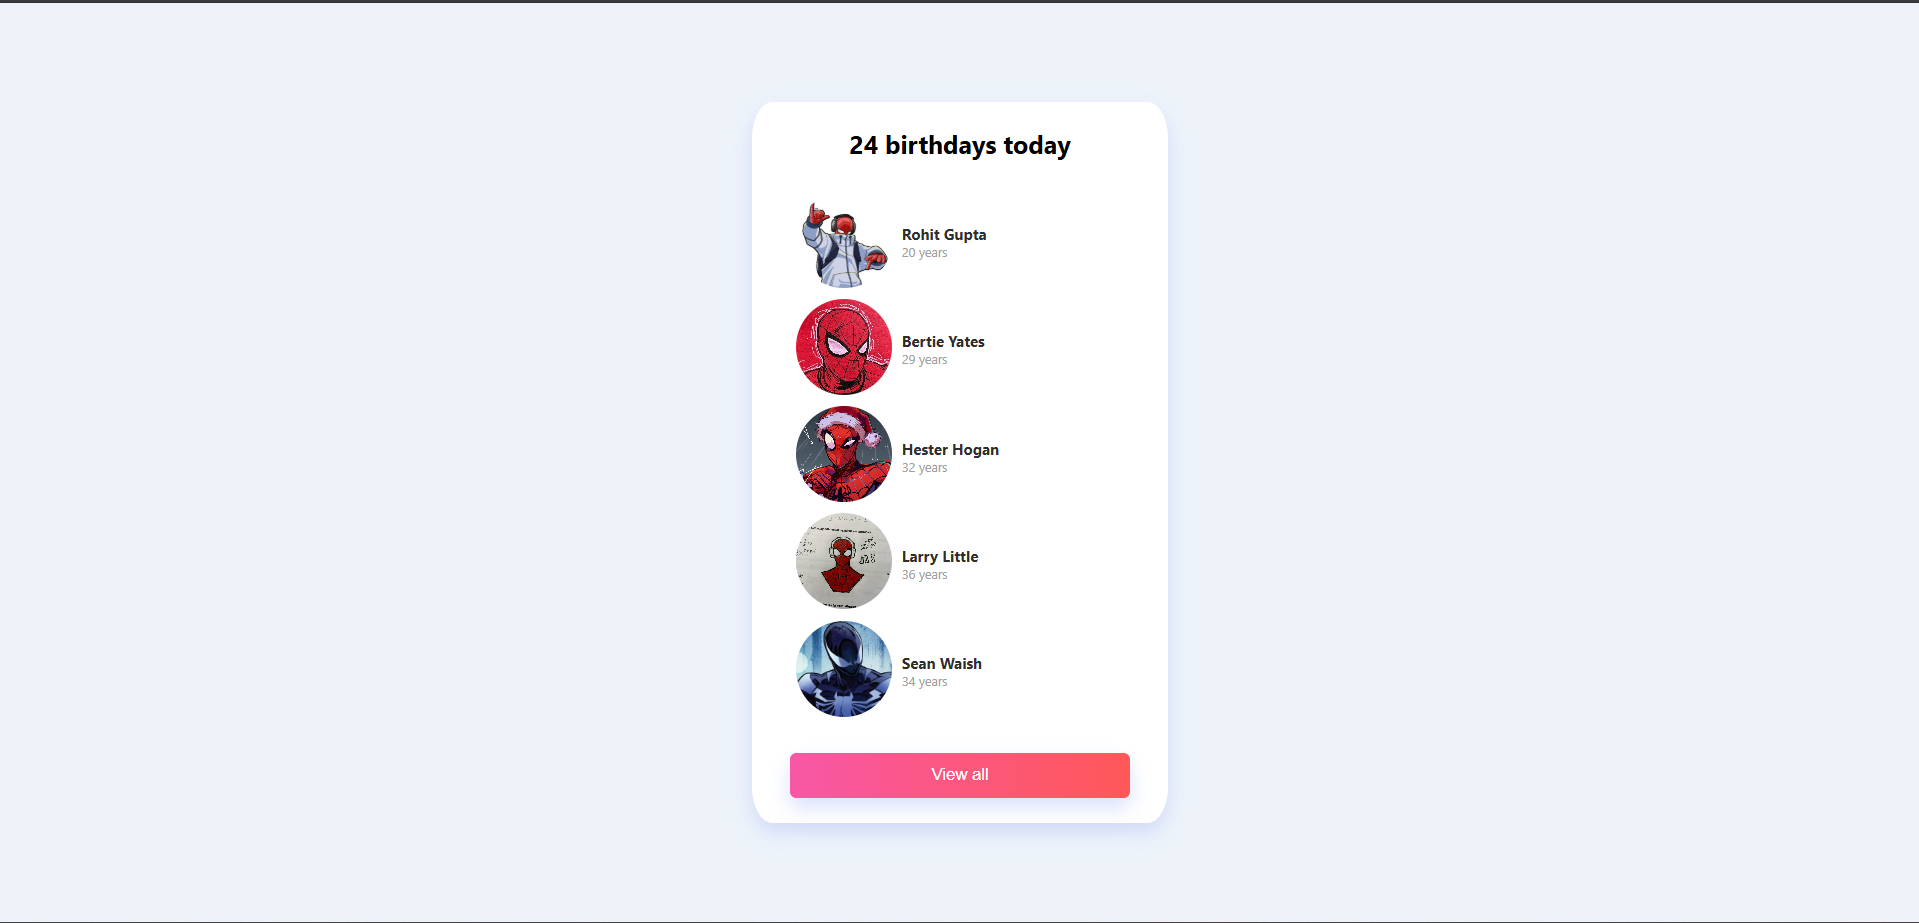 24 birthdays today
Rohit Gupta
20 years
Bertie Yates
29 years
Hester Hogan
32 years
Larry Little
36 years
Sean Waish
34 years
View all